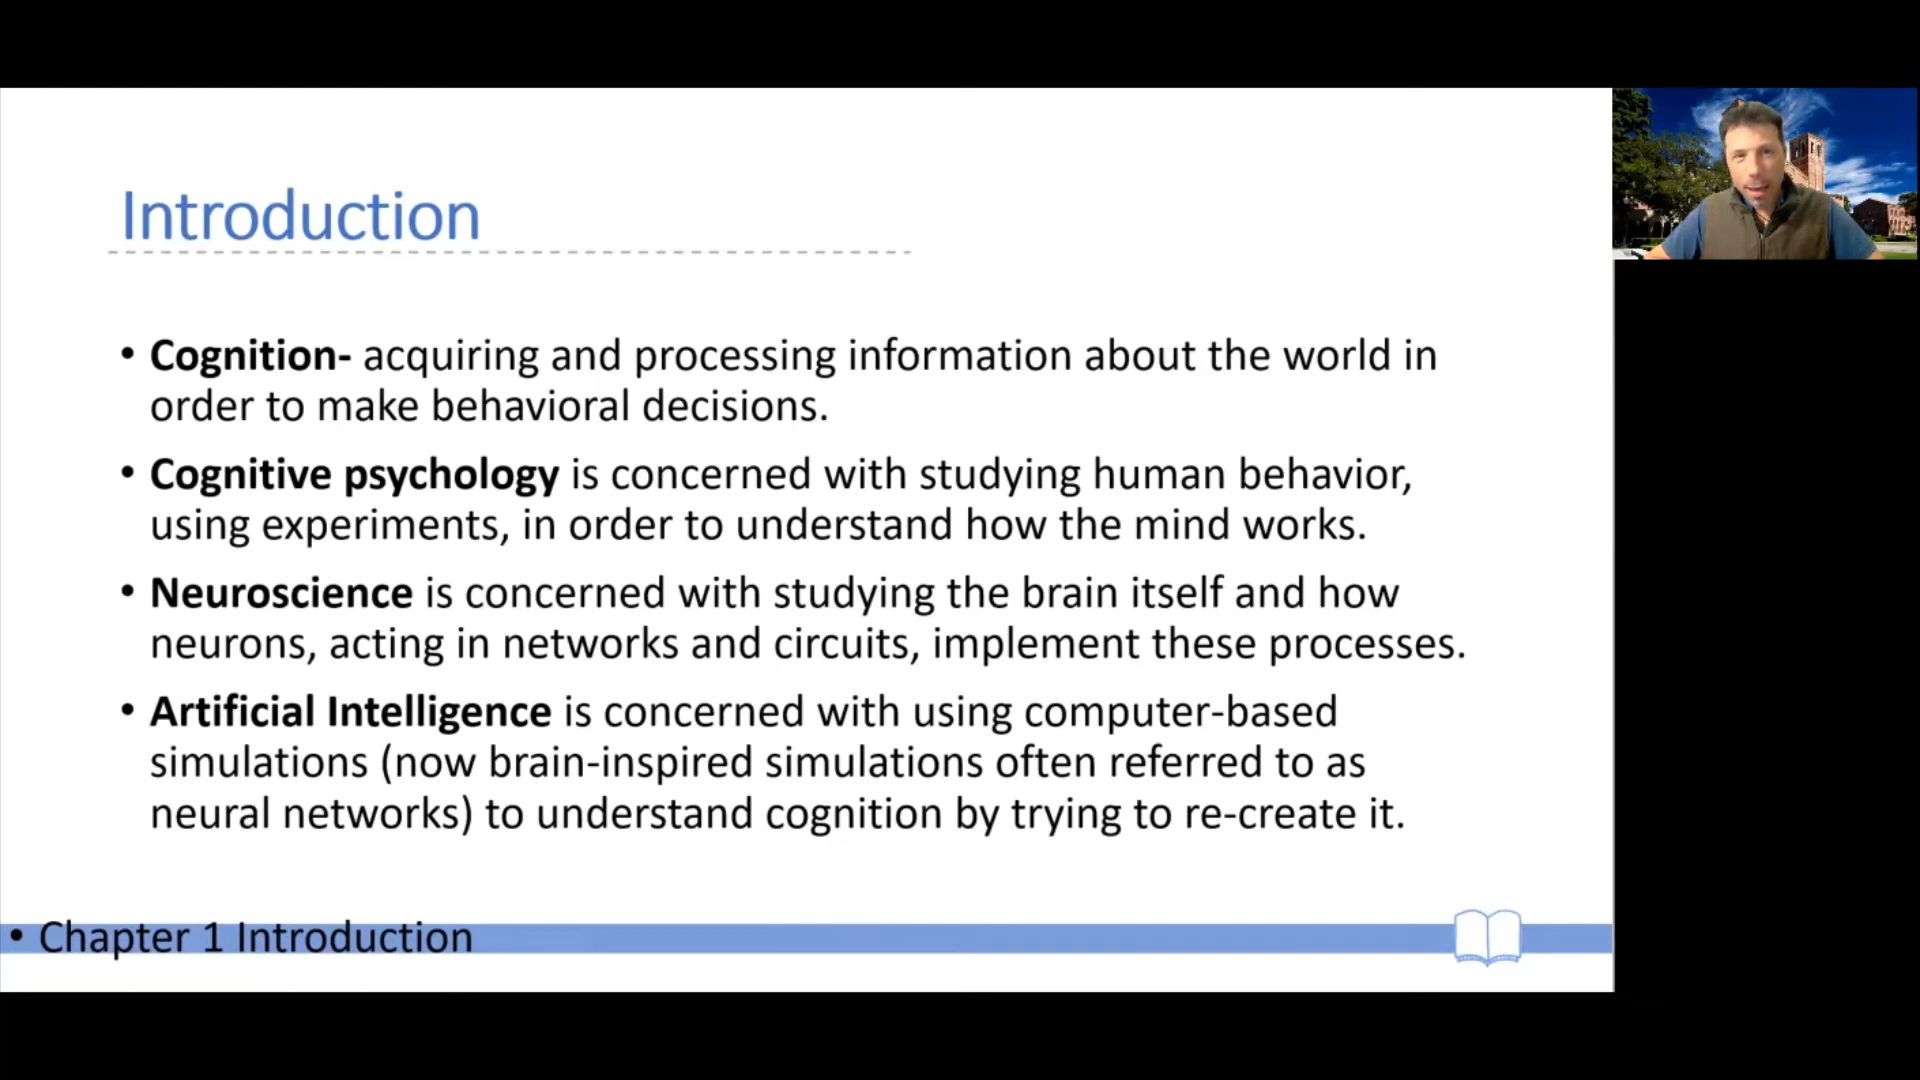 Introduction
• Cognition- acquiring and processing information about the world in
order to make behavioral decisions.
• Cognitive psychology is concerned with studying human behavior,
using experiments, in order to understand how the mind works.
• Neuroscience is concerned with studying the brain itself and how
neurons, acting in networks and circuits, implement these processes.
• Artificial Intelligence is concerned with using computer-based
simulations (now brain-inspired simulations often referred to as
neural networks) to understand cognition by trying to re-create it.
• Chapter 1 Introduction